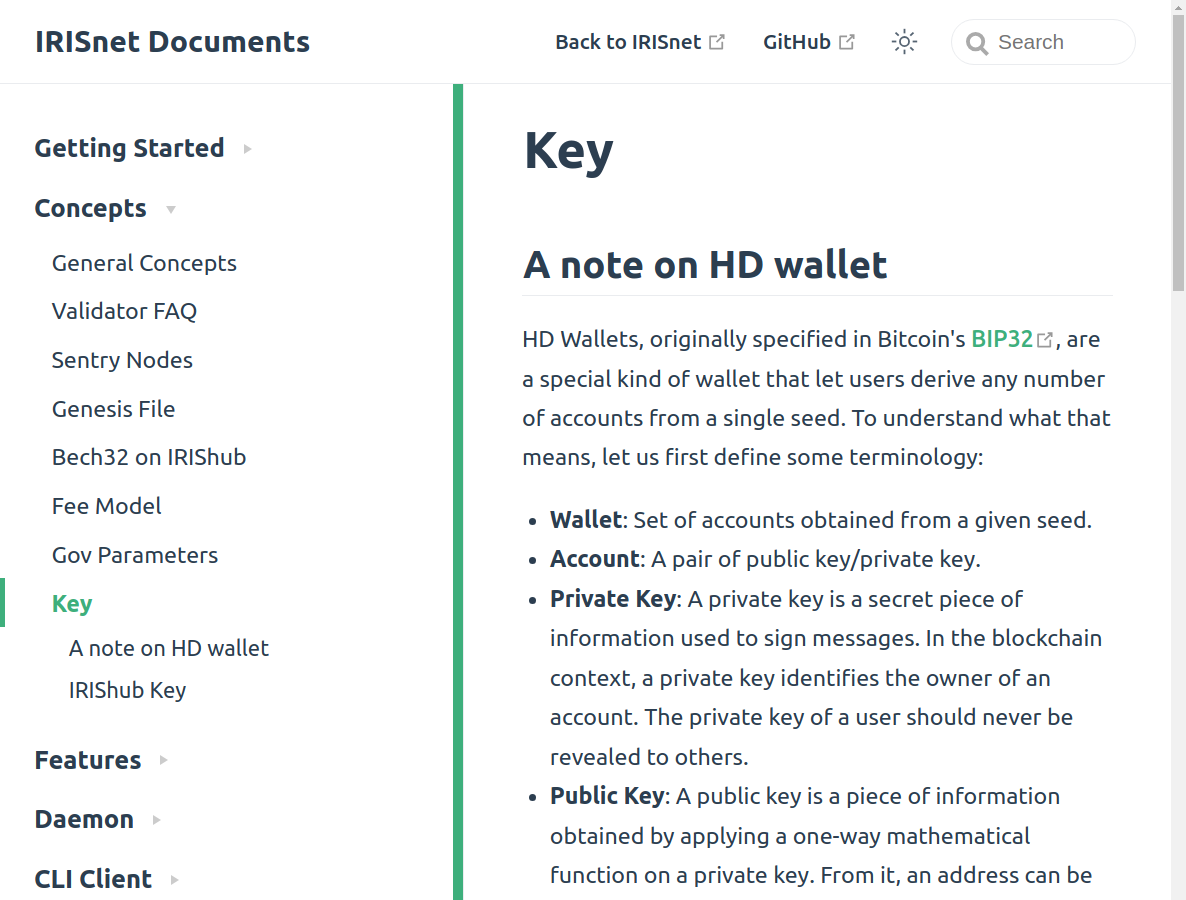 IRISnet Documents
Back to IRISnet
GitHub
Search
Getting Started
Concepts
General Concepts
Validator FAQ
Sentry Nodes
Genesis File
Bech32 on IRIShub
Fee Model
Gov Parameters
Key
A note on HD wallet
IRIShub Key
Features
Daemon
CLI Client
Key
A note on HD wallet
HD Wallets, originally specified in Bitcoin's BIP32, are
a special kind of wallet that let users derive any number
of accounts from a single seed. To understand what that
means, let us first define some terminology:
• Wallet: Set of accounts obtained from a given seed.
• Account: A pair of public key/private key.
• Private Key: A private key is a secret piece of
information used to sign messages. In the blockchain
context, a private key identifies the owner of an
account. The private key of a user should never be
revealed to others.
• Public Key: A public key is a piece of information
obtained by applying a one-way mathematical
function on a private key. From it, an address can be